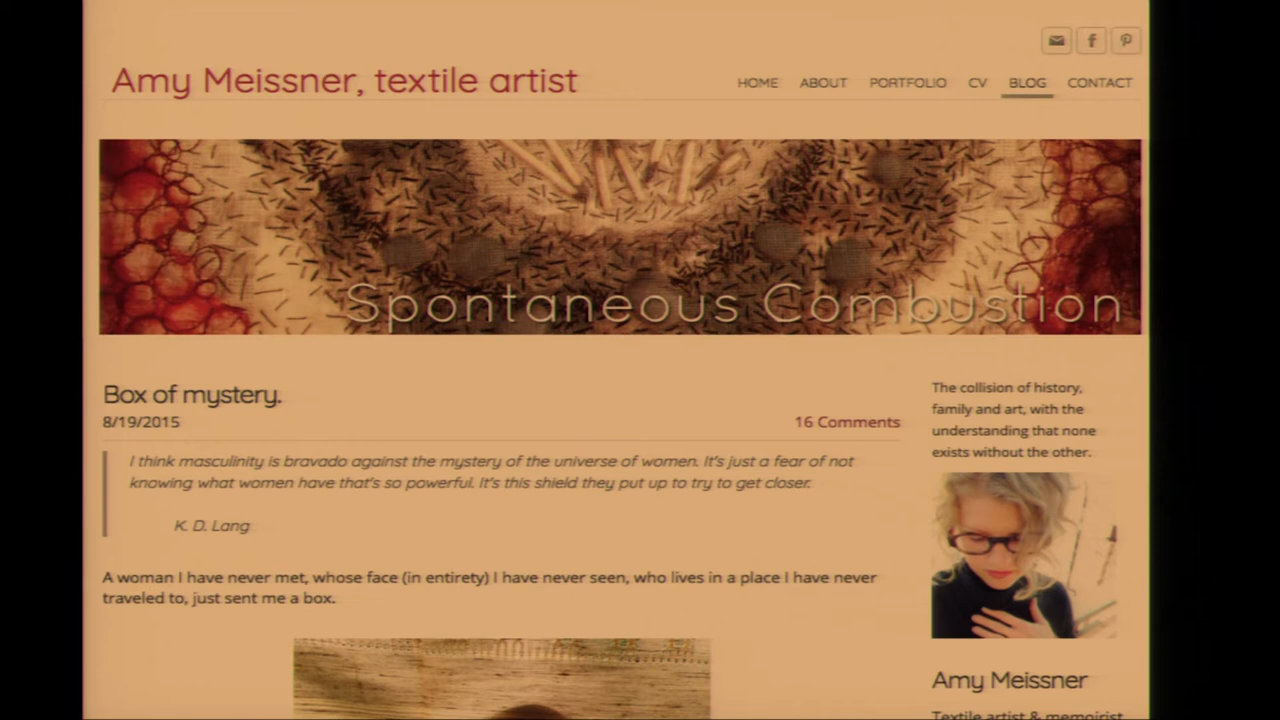 Amy Meissner, textile artist
HOME ABOUT PORTFOLIO CV BLOG CONTACT
Spontaneous Combustion
Box of mystery.
8/19/2015
16 Comments
I think masculinity is bravado against the mystery of the universe of women. It's just a fear of not
knowing what women have that's so powerful. It's this shield they put up to try to get closer.
K. D. Lang
A woman I have never met, whose face (in entirety) I have never seen, who lives in a place I have never
traveled to, just sent me a box.
The collision of history,
family and art, with the
understanding that none
exists without the other.
Amy Meissner
Textile artist & memoirist